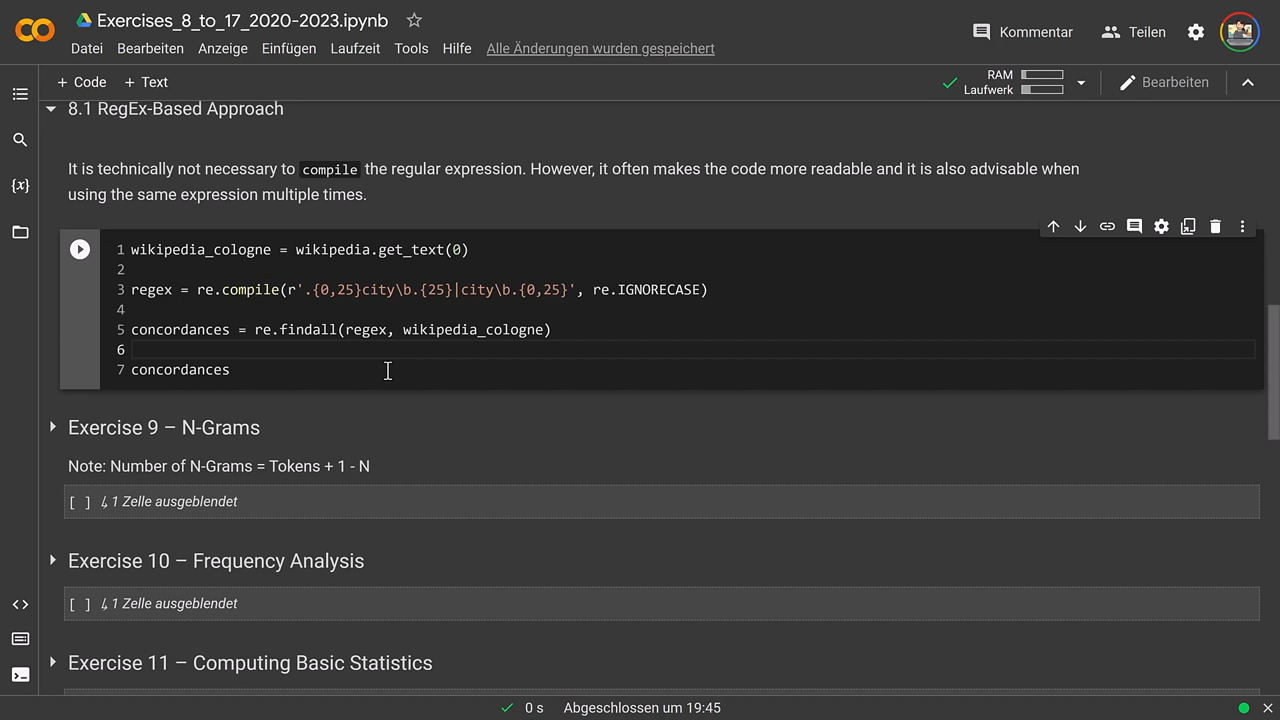 Exercises_8_to_17_2020-2023.ipynb
Datei Bearbeiten Anzeige Einfügen Laufzeit Tools Hilfe Alle Änderungen wurden gespeichert
Kommentar Teilen
+ Code + Text
RAM
Laufwerk
Bearbeiten
8.1 RegEx-Based Approach
It is technically not necessary to compile the regular expression. However, it often makes the code more readable and it is also advisable when
using the same expression multiple times.
1 wikipedia_cologne = wikipedia.get_text(0)
2
3 regex = re.compile(r'.{0,25}city\b.{25}|city\b.{0,25}', re.IGNORECASE)
4
5 concordances = re.findall(regex, wikipedia_cologne)
6
7 concordances
Exercise 9 – N-Grams
Note: Number of N-Grams = Tokens + 1 - N
[ ] ↳ 1 Zelle ausgeblendet
Exercise 10 – Frequency Analysis
[ ] ↳ 1 Zelle ausgeblendet
Exercise 11 – Computing Basic Statistics
0 s Abgeschlossen um 19:45